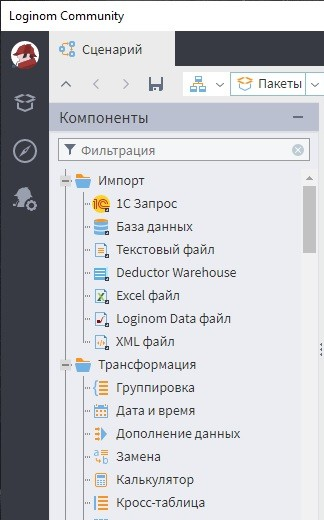 Loginom Community
Сценарий
Пакеты
Компоненты
Фильтрация
Импорт
1С Запрос
База данных
Текстовый файл
Deductor Warehouse
Excel файл
Loginom Data файл
XML файл
Трансформация
Группировка
Дата и время
Дополнение данных
Замена
Калькулятор
Кросс-таблица